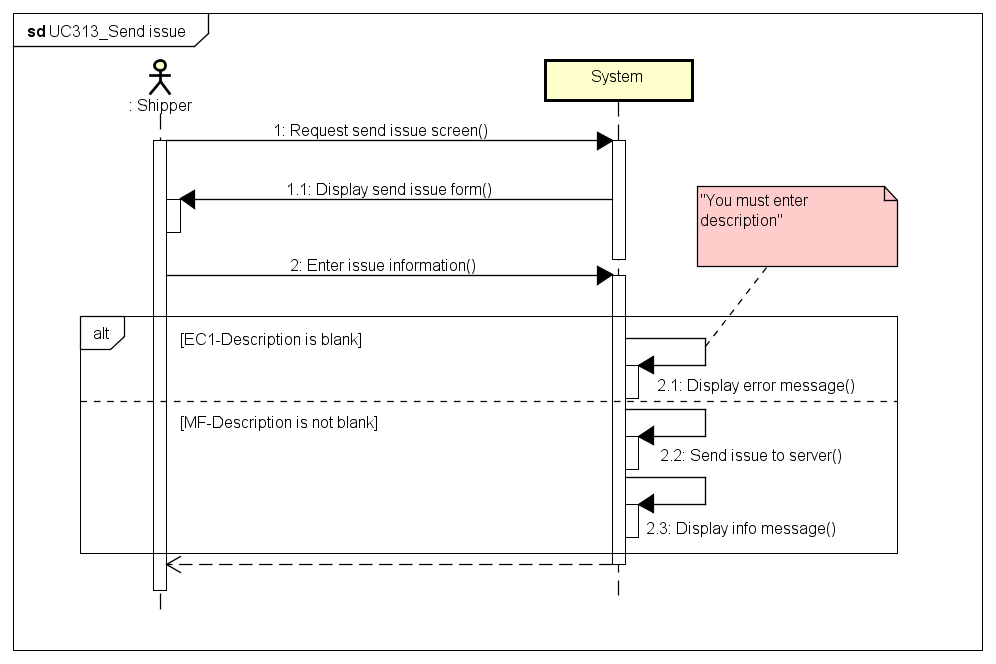 sd UC313_Send issue
System
: Shipper
1: Request send issue screen()
1.1: Display send issue form()
"You must enter
description"
2: Enter issue information()
alt
[EC1-Description is blank]
2.1: Display error message()
[MF-Description is not blank]
2.2: Send issue to server()
2.3: Display info message()